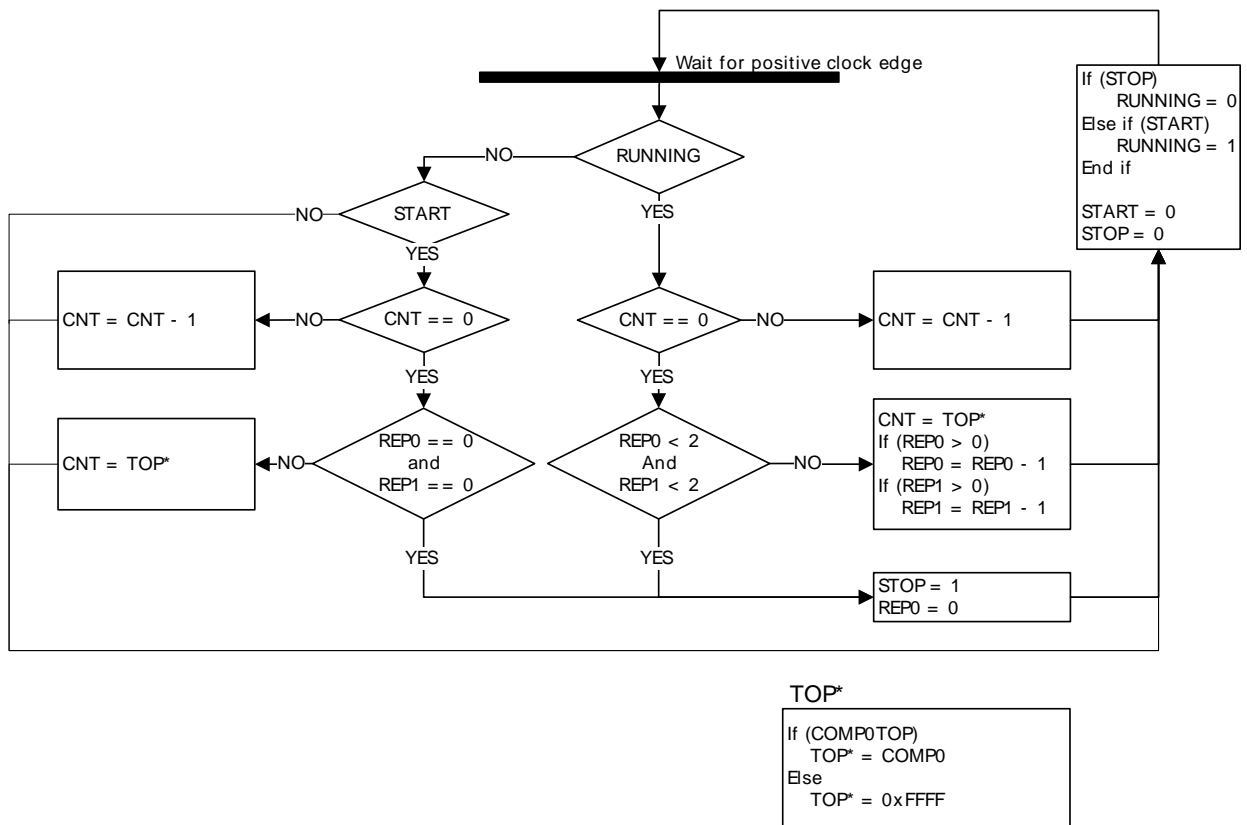 Wait for positive clock edge
If (STOP)
RUNNING = 0
Else if (START)
RUNNING = 1
End if
START = 0
STOP = 0
RUNNING
NO
YES
START
NO
YES
CNT = CNT - 1
NO
CNT == 0
YES
CNT == 0
NO
YES
CNT = CNT - 1
CNT = TOP*
NO
REP0 == 0
and
REP1 == 0
YES
REP0 < 2
And
REP1 < 2
NO
YES
CNT = TOP*
If (REP0 > 0)
REP0 = REP0 - 1
If (REP1 > 0)
REP1 = REP1 - 1
STOP = 1
REP0 = 0
TOP*
If (COMP0TOP)
TOP* = COMP0
Else
TOP* = 0xFFFF